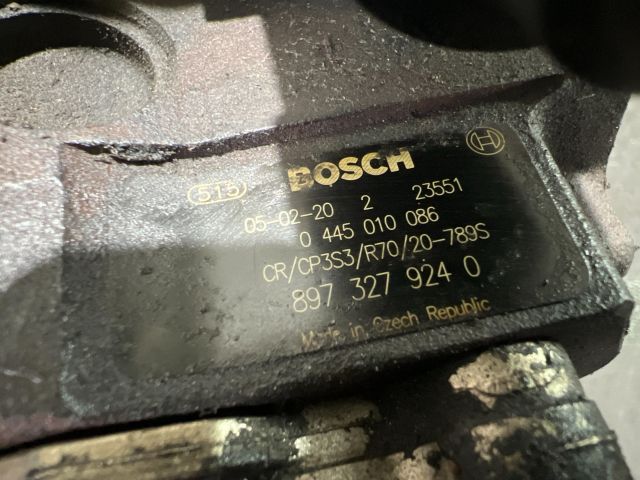 BOSCH
515
05-02-20 2 23551
0 445 010 086
CR/CP3S3/R70/20-789S
897 327 924 0
Made in Czech Republic